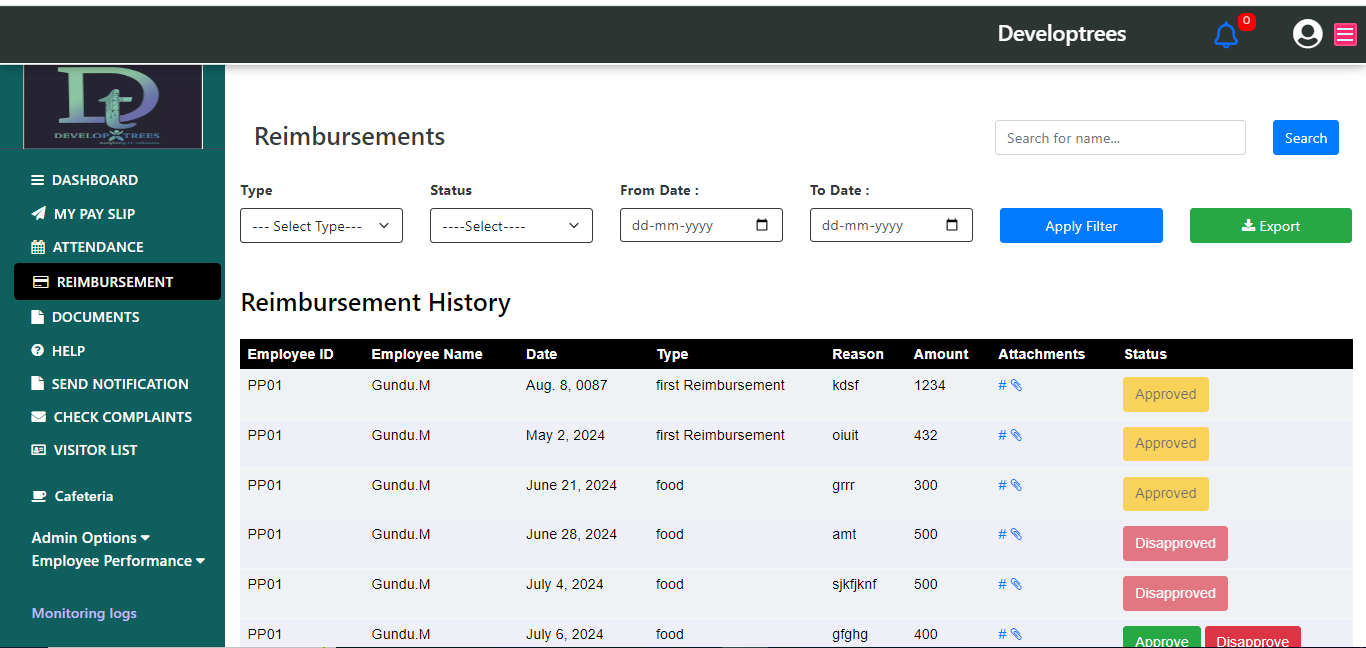 Developtrees
0
Dt
DEVELOP TREES
Reimbursements
Search for name...
Search
Type
Status
From Date :
To Date :
--- Select Type---
----Select----
dd-mm-yyyy
dd-mm-yyyy
Apply Filter
Export
DASHBOARD
MY PAY SLIP
ATTENDANCE
REIMBURSEMENT
DOCUMENTS
HELP
SEND NOTIFICATION
CHECK COMPLAINTS
VISITOR LIST
Cafeteria
Admin Options
Employee Performance
Monitoring logs
Reimbursement History
Employee ID Employee Name Date Type Reason Amount Attachments Status
PP01 Gundu.M Aug. 8, 0087 first Reimbursement kdsf 1234 # Approved
PP01 Gundu.M May 2, 2024 first Reimbursement oiuit 432 # Approved
PP01 Gundu.M June 21, 2024 food grrr 300 # Approved
PP01 Gundu.M June 28, 2024 food amt 500 # Disapproved
PP01 Gundu.M July 4, 2024 food sjkfjknf 500 # Disapproved
PP01 Gundu.M July 6, 2024 food gfghg 400 # Approve Disapprove